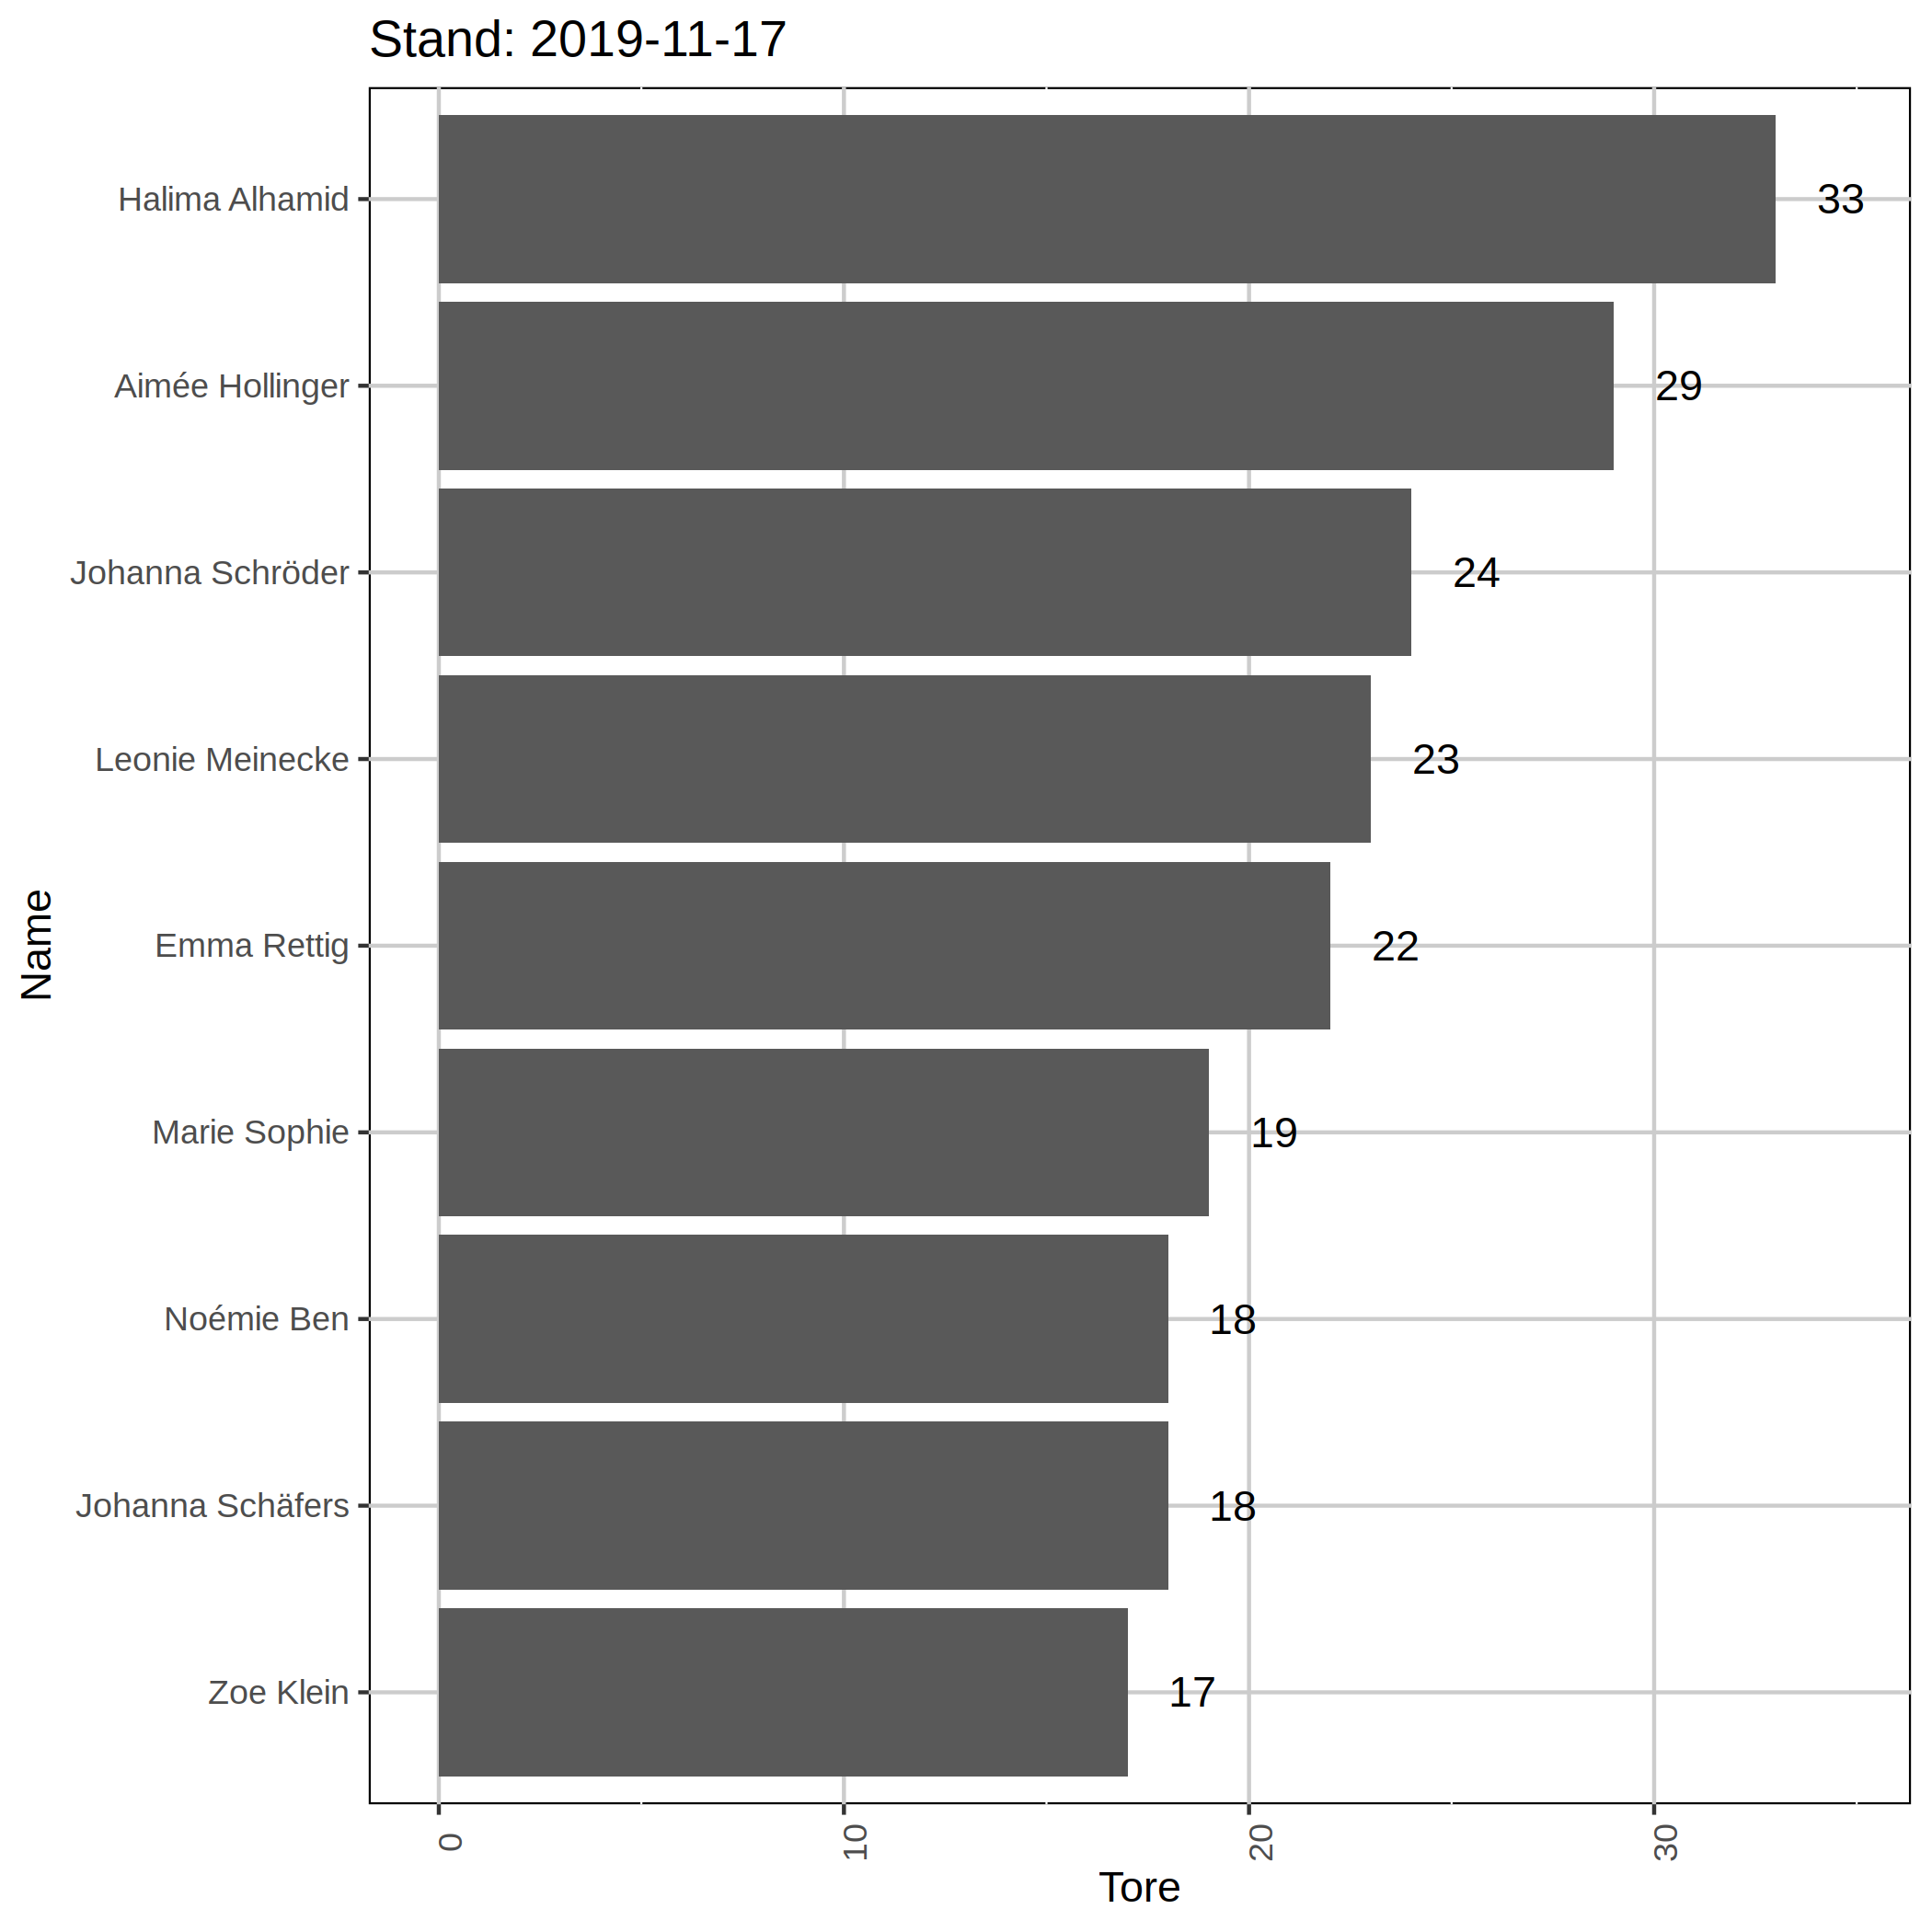 Stand: 2019-11-17
Halima Alhamid 33
Aimée Hollinger 29
Johanna Schröder 24
Leonie Meinecke 23
Emma Rettig 22
Marie Sophie 19
Noémie Ben 18
Johanna Schäfers 18
Zoe Klein 17
Name
0 10 20 30
Tore